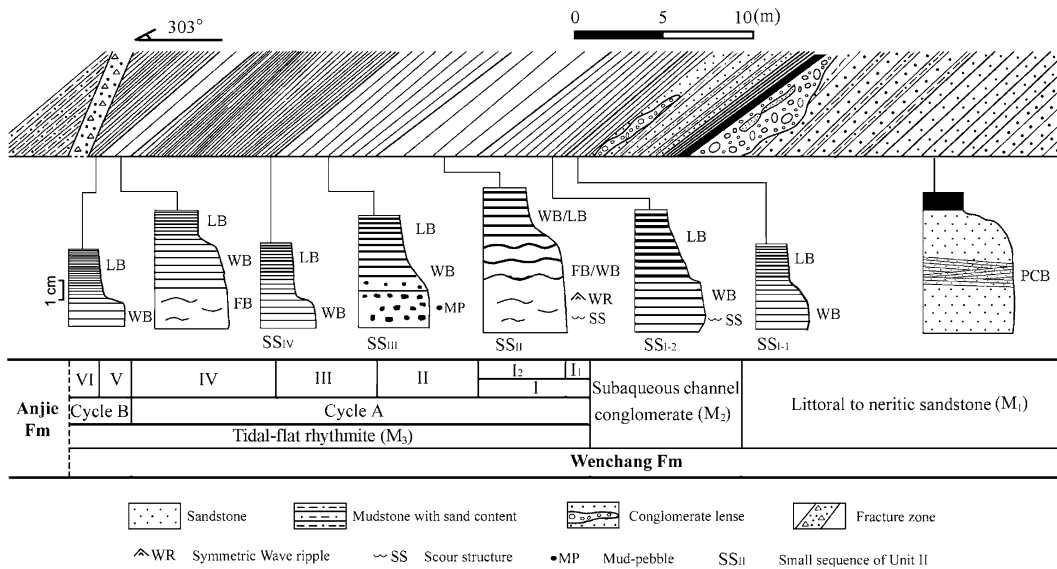 303°
0 5 10(m)
LB
WB
1 cm
LB
WB
FB
LB
WB
SSIV
LB
WB
MP
SSIII
WB/LB
FB/WB
WR
SS
SSII
LB
WB
SS
SSI-2
LB
WB
SSI-1
PCB
Anjie
Fm
VI V IV III II I2 I1
I
Cycle B Cycle A
Tidal-flat rhythmite (M3)
Subaqueous channel
conglomerate (M2)
Littoral to neritic sandstone (M1)
Wenchang Fm
Sandstone Mudstone with sand content Conglomerate lense Fracture zone
WR Symmetric Wave ripple SS Scour structure MP Mud-pebble SSII Small sequence of Unit II